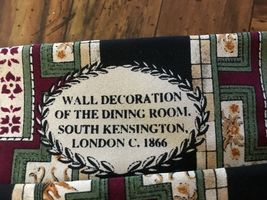 WALL DECORATION
OF THE DINING ROOM,
SOUTH KENSINGTON,
LONDON C. 1866